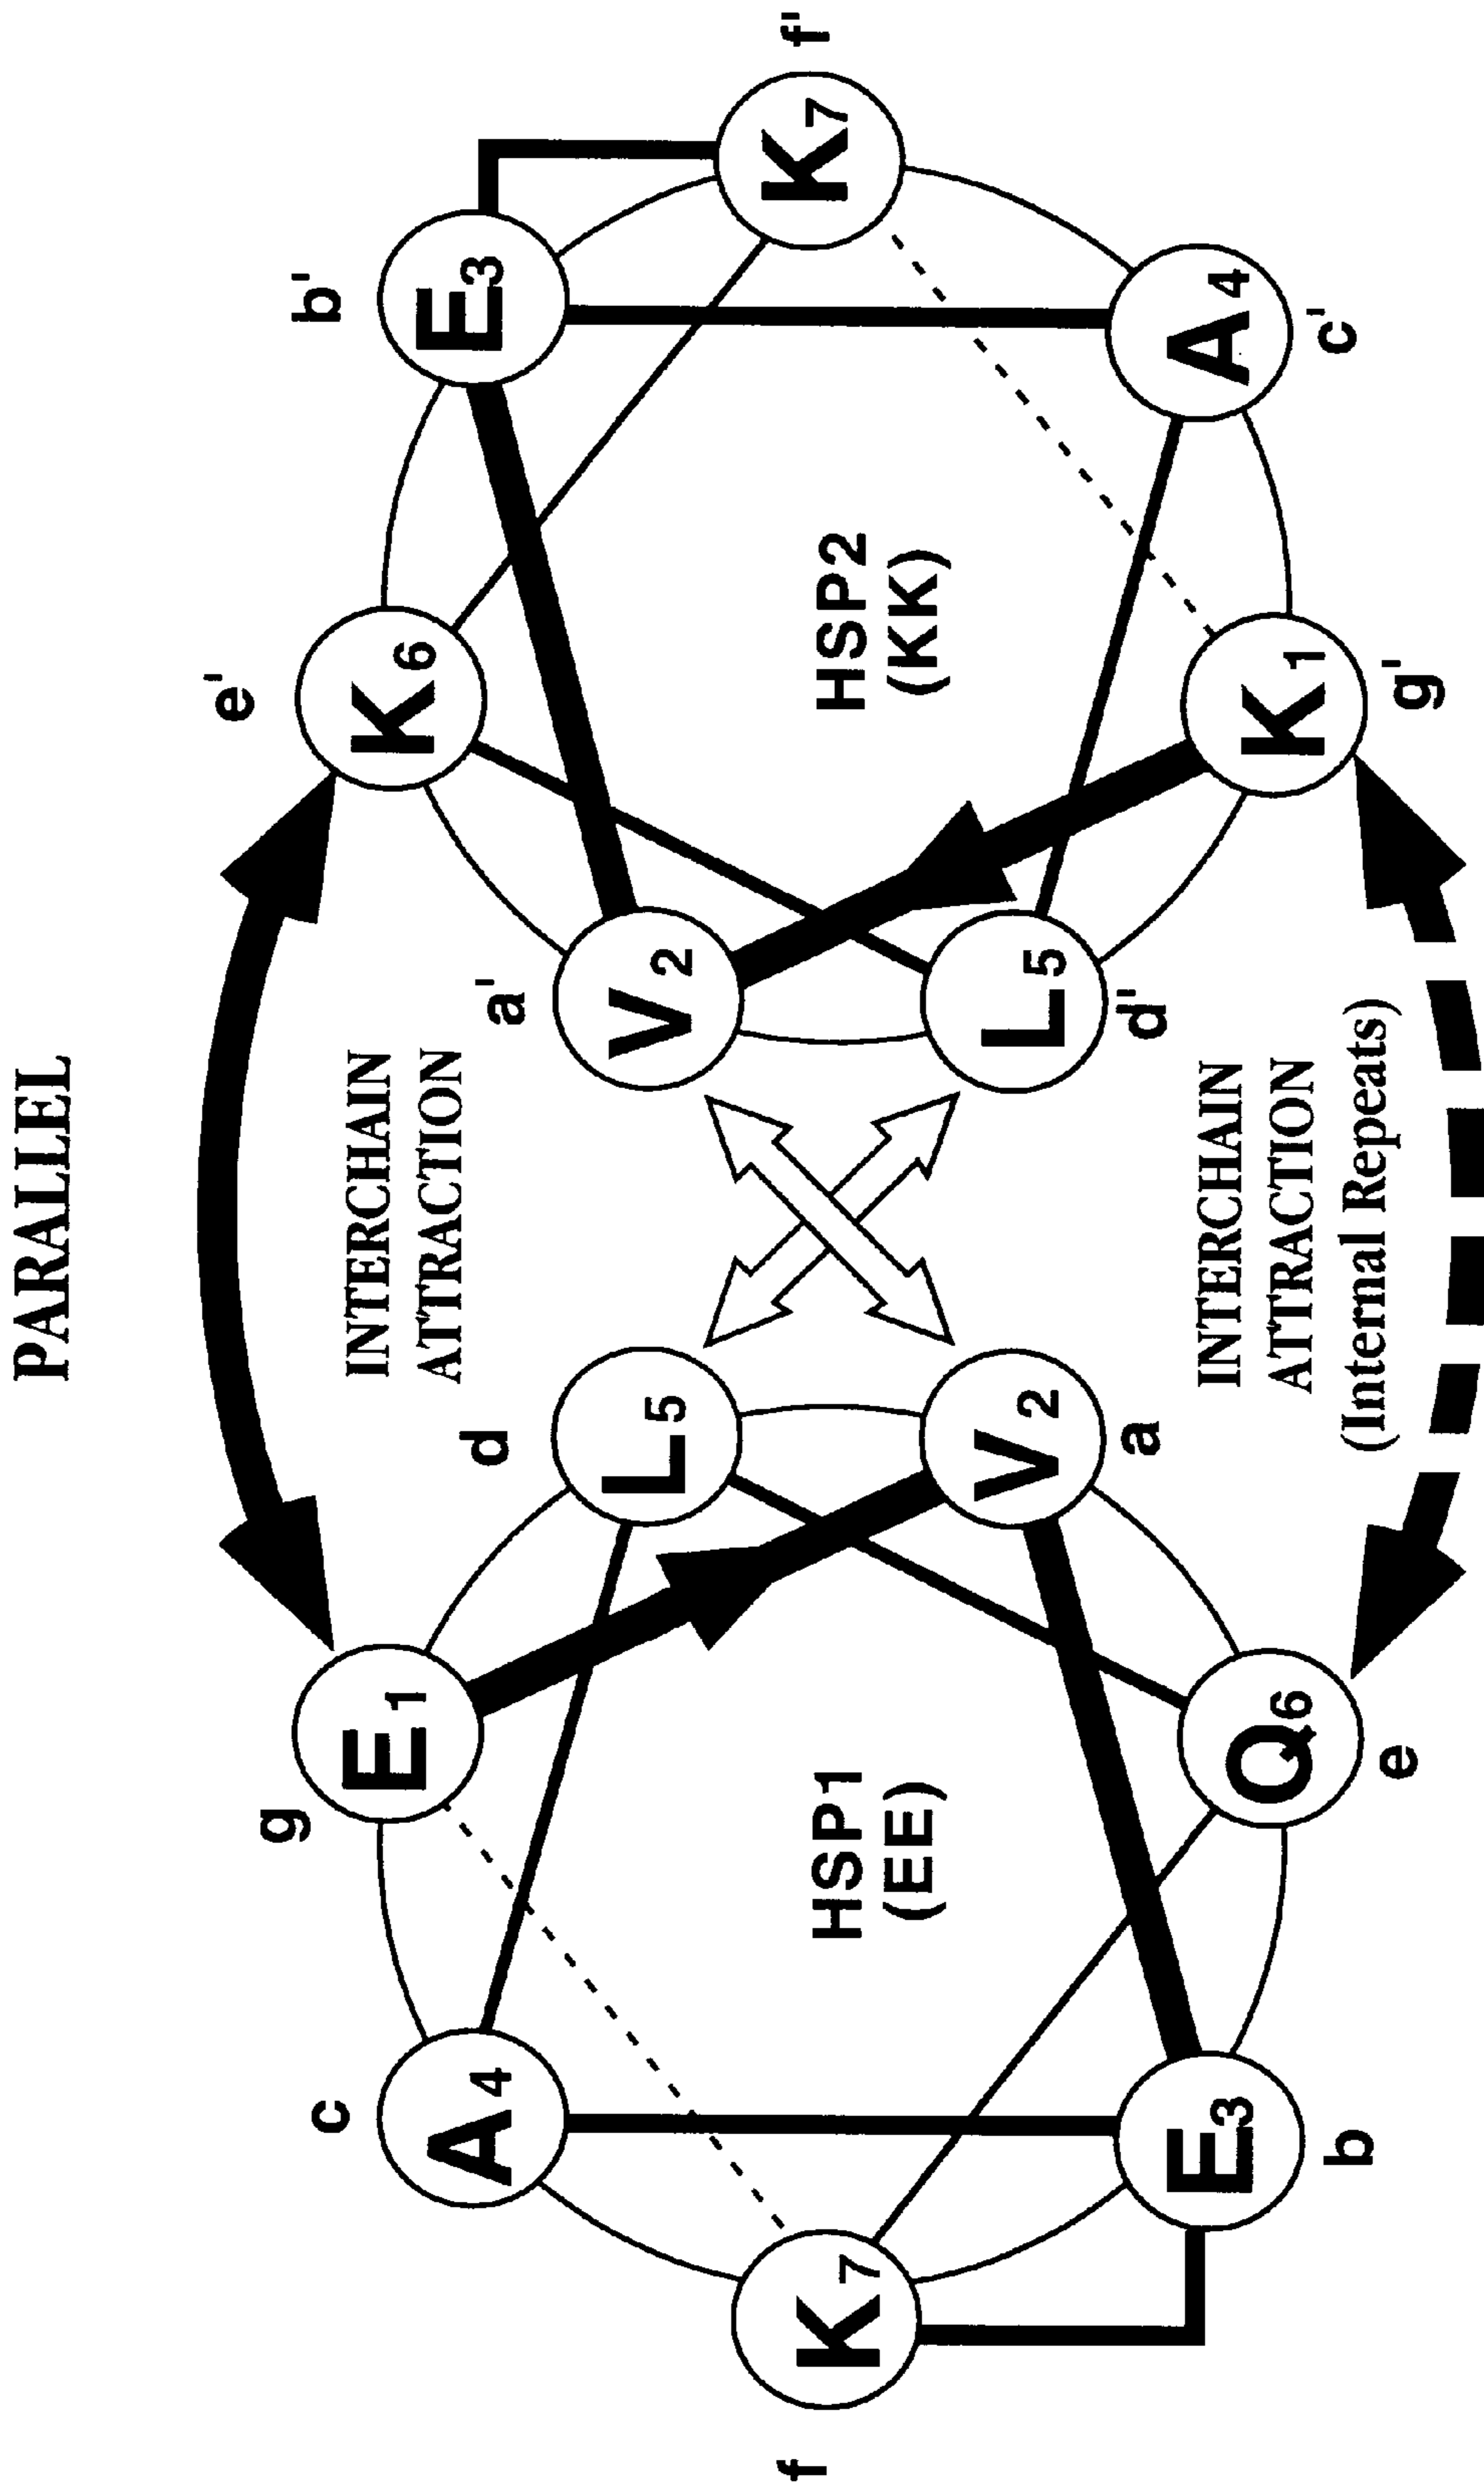 PARALLEL
INTERCHAIN
ATTRACTION
g
E1
c
A4
d
L5
HSP1
(EE)
f
K7
V2
a
Q6
e
E3
b
e'
K6
b'
E3
a'
V2
HSP2
(KK)
K7
f'
L5
d'
A4
c'
K1
g'
INTERCHAIN
ATTRACTION
(Internal Repeats)